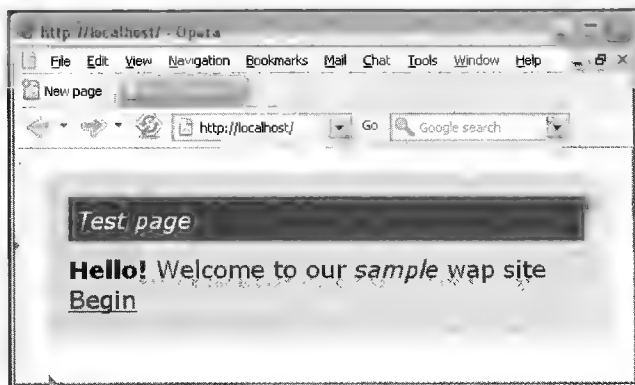 http://localhost/ - Opera
File Edit View Navigation Bookmarks Mail Chat Tools Window Help
New page
http://localhost/ Go Google search
Test page
Hello! Welcome to our sample wap site
Begin